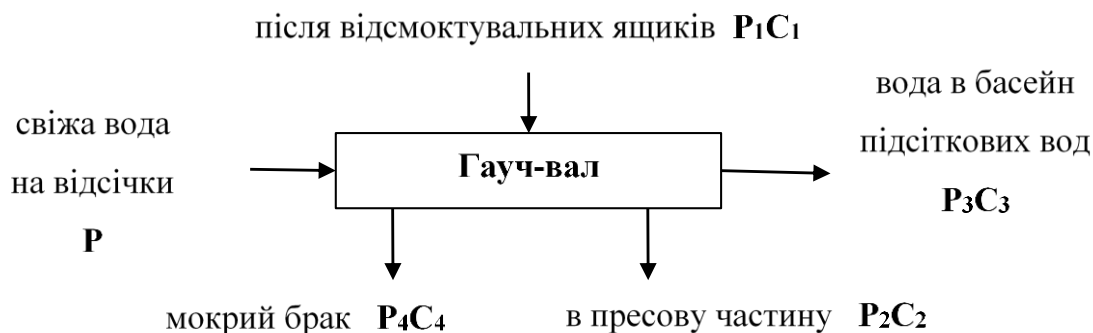 після відсмоктувальних ящиків P₁C₁
свіжа вода
на відсічки
P
Гауч-вал
вода в басейн
підсіткових вод
P₃C₃
мокрий брак P₄C₄
в пресову частину P₂C₂